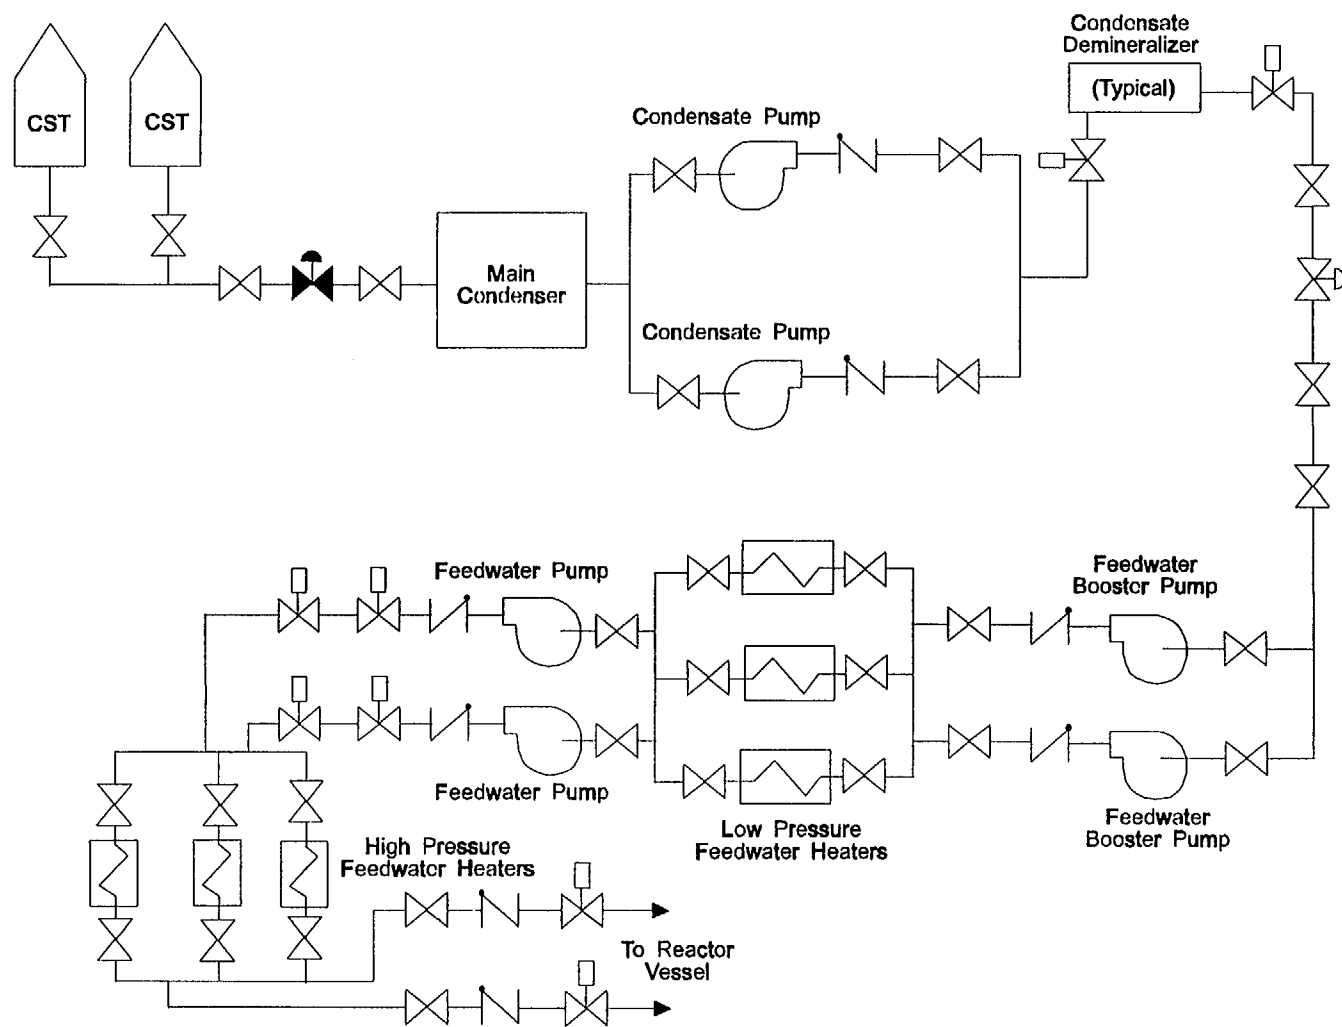 Condensate
Demineralizer
(Typical)
CST
CST
Condensate Pump
Main
Condenser
Condensate Pump
Feedwater Pump
Feedwater
Booster Pump
Feedwater Pump
Low Pressure
Feedwater Heaters
Feedwater
Booster Pump
High Pressure
Feedwater Heaters
To Reactor
Vessel